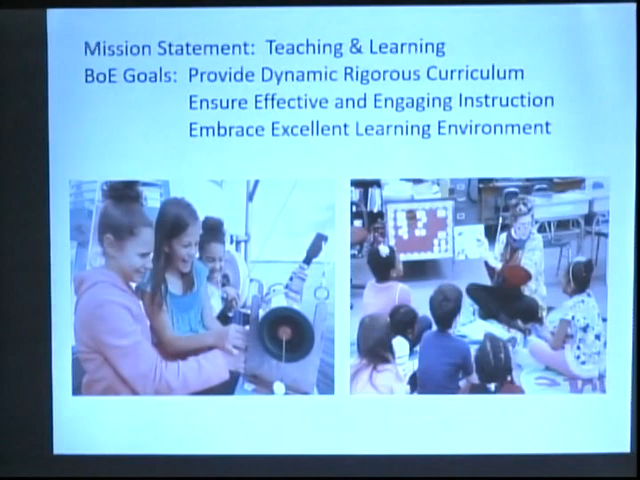 Mission Statement: Teaching & Learning
BoE Goals: Provide Dynamic Rigorous Curriculum
Ensure Effective and Engaging Instruction
Embrace Excellent Learning Environment